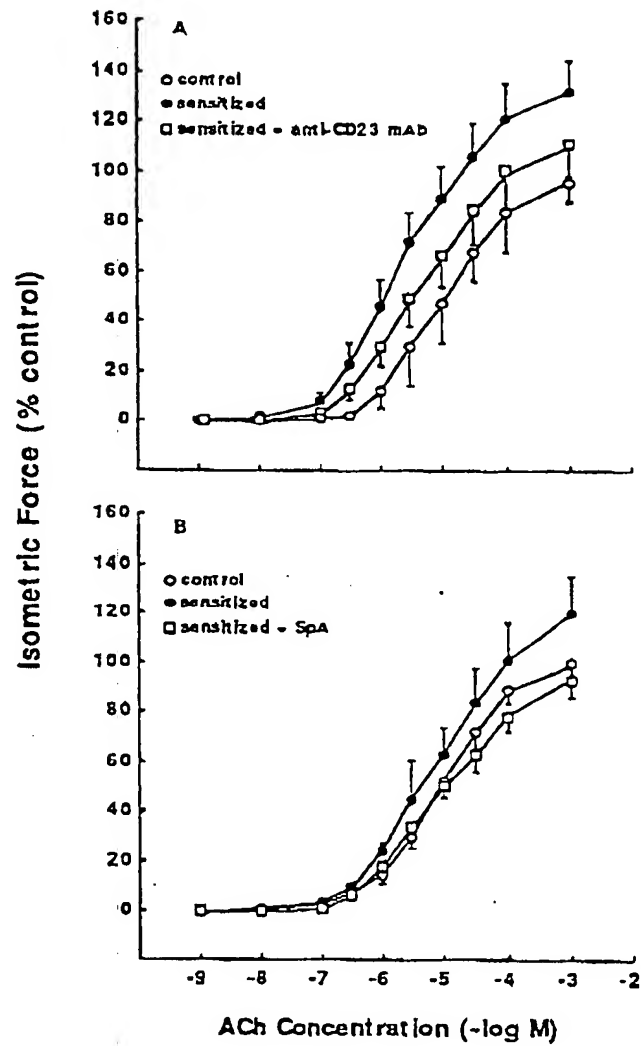 160
A
140
control
120
sensitized
sensitized - anti-CD23 mAb
100
80
60
40
20
0
Isometric Force (% control)
160
B
140
control
120
sensitized
sensitized - SpA
100
80
60
40
20
0
-9 -8 -7 -6 -5 -4 -3 -2
ACh Concentration (-log M)